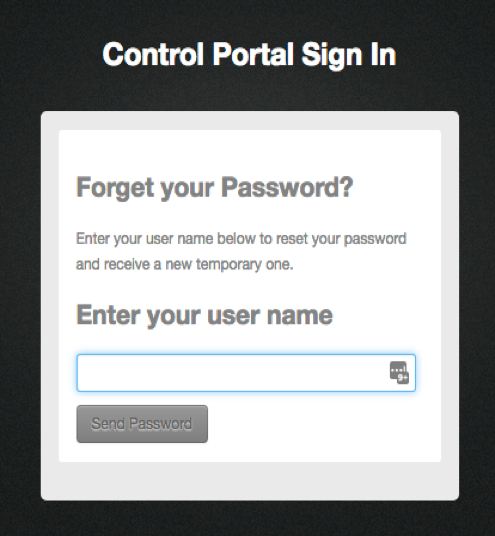 Control Portal Sign In
Forget your Password?
Enter your user name below to reset your password
and receive a new temporary one.
Enter your user name
9+
Send Password